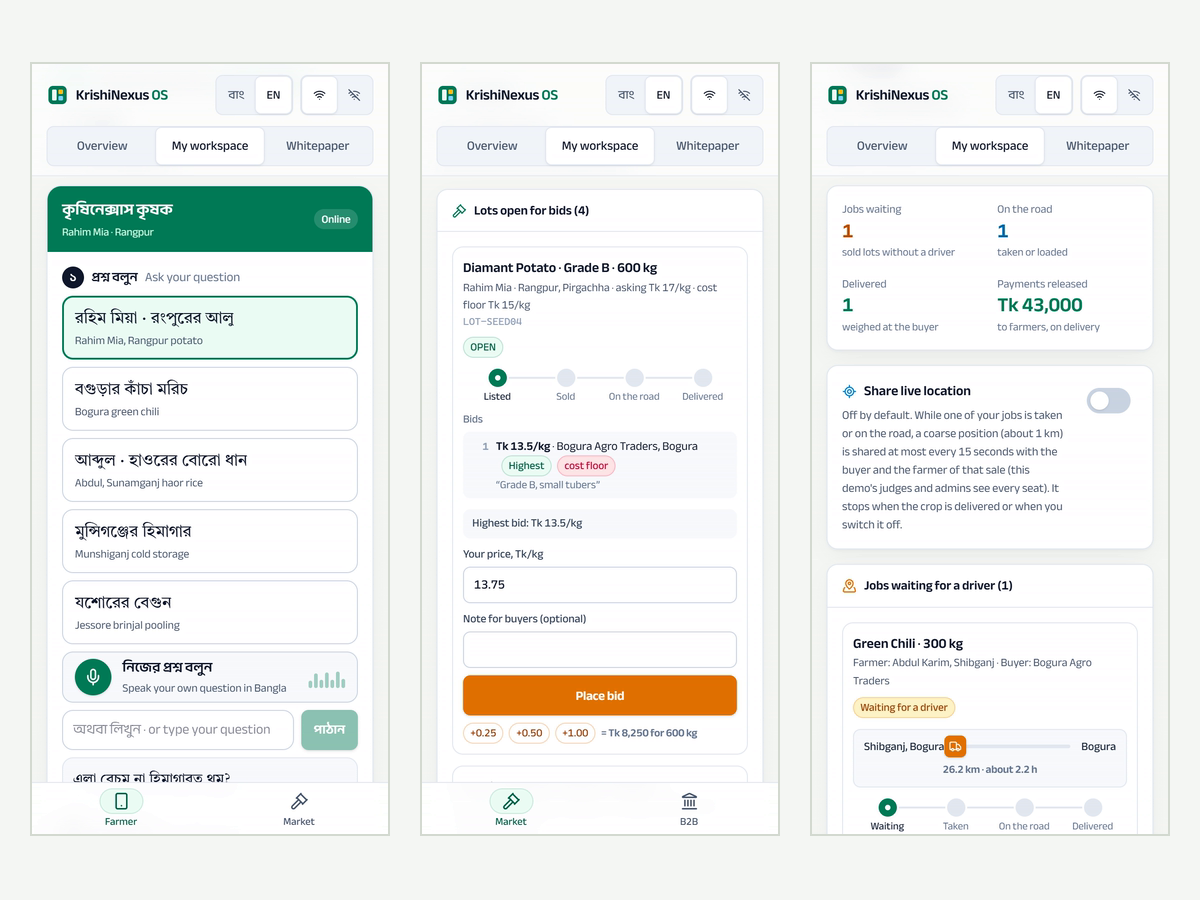 KrishiNexus OS
বাং
EN
Overview
My workspace
Whitepaper
কৃষিনেক্সাস কৃষক
Rahim Mia · Rangpur
Online
১ প্রশ্ন বলুন Ask your question
রহিম মিয়া · রংপুরের আলু
Rahim Mia, Rangpur potato
বগুড়ার কাঁচা মরিচ
Bogura green chili
আব্দুল · হাওরের বোরো ধান
Abdul, Sunamganj haor rice
মুন্সিগঞ্জের হিমাগার
Munshiganj cold storage
যশোরের বেগুন
Jessore brinjal pooling
নিজের প্রশ্ন বলুন
Speak your own question in Bangla
অথবা লিখুন · or type your question
পাঠান
Farmer
Market
KrishiNexus OS
বাং
EN
Overview
My workspace
Whitepaper
Lots open for bids (4)
Diamant Potato · Grade B · 600 kg
Rahim Mia · Rangpur, Pirgachha · asking Tk 17/kg · cost
floor Tk 15/kg
LOT-SEED04
OPEN
Listed
Sold
On the road
Delivered
Bids
1 Tk 13.5/kg · Bogura Agro Traders, Bogura
Highest
cost floor
“Grade B, small tubers”
Highest bid: Tk 13.5/kg
Your price, Tk/kg
13.75
Note for buyers (optional)
Place bid
+0.25
+0.50
+1.00
= Tk 8,250 for 600 kg
Market
B2B
KrishiNexus OS
বাং
EN
Overview
My workspace
Whitepaper
Jobs waiting
1
sold lots without a driver
On the road
1
taken or loaded
Delivered
1
weighed at the buyer
Payments released
Tk 43,000
to farmers, on delivery
Share live location
Off by default. While one of your jobs is taken
or on the road, a coarse position (about 1 km)
is shared at most every 15 seconds with the
buyer and the farmer of that sale (this
demo's judges and admins see every seat). It
stops when the crop is delivered or when you
switch it off.
Jobs waiting for a driver (1)
Green Chili · 300 kg
Farmer: Abdul Karim, Shibganj · Buyer: Bogura Agro
Traders
Waiting for a driver
Shibganj, Bogura
Bogura
26.2 km · about 2.2 h
Waiting
Taken
On the road
Delivered